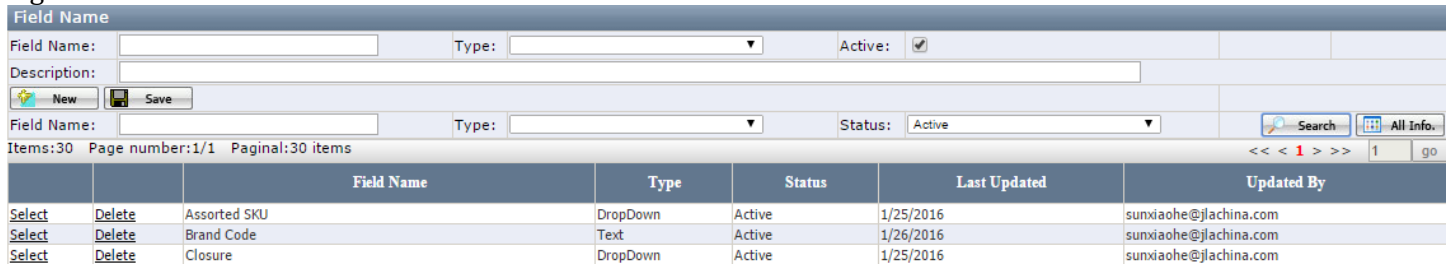 Field Name
Field Name: Type: Active:
Description:
New Save
Field Name: Type: Status: Active Search All Info.
Items:30 Page number:1/1 Paginal:30 items << < 1 > >> 1 go
Field Name Type Status Last Updated Updated By
Select Delete Assorted SKU DropDown Active 1/25/2016 sunxiaohe@jlachina.com
Select Delete Brand Code Text Active 1/26/2016 sunxiaohe@jlachina.com
Select Delete Closure DropDown Active 1/25/2016 sunxiaohe@jlachina.com